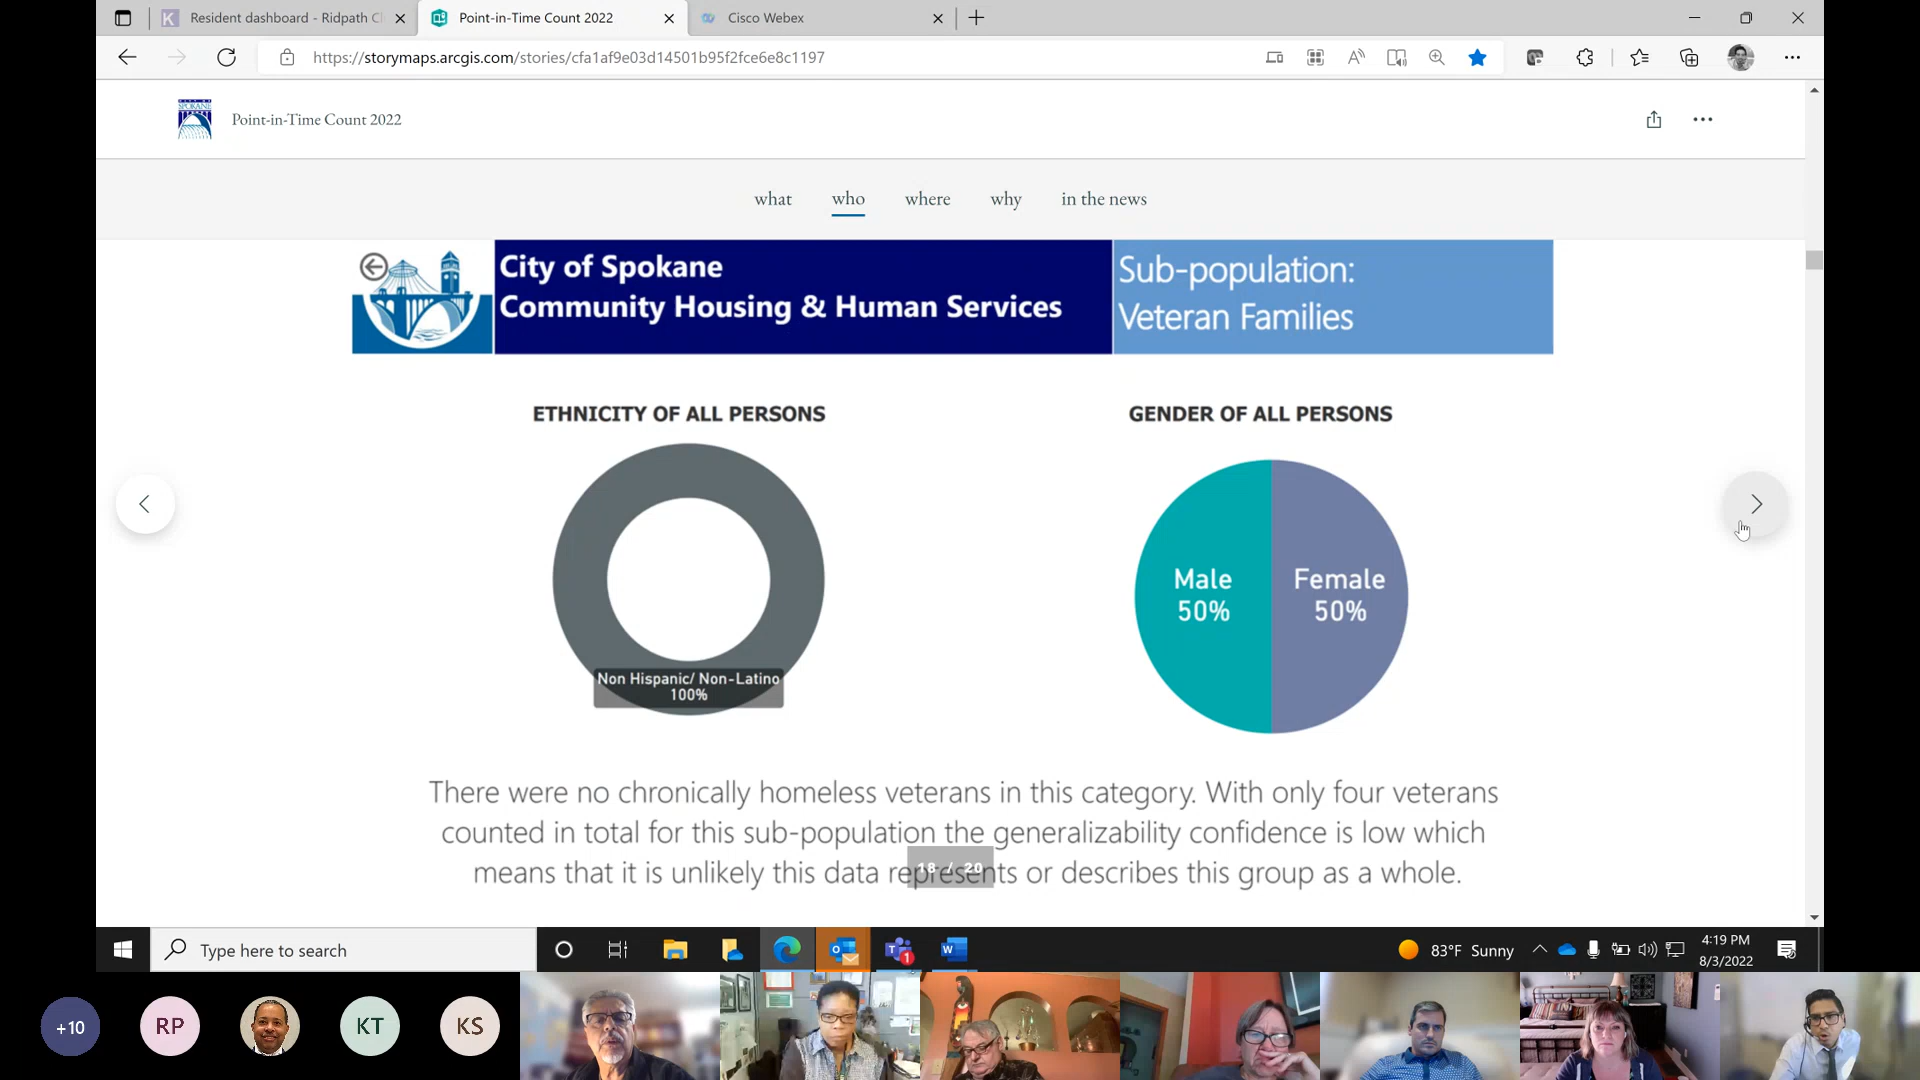 Resident dashboard - Ridpath Cl
Point-in-Time Count 2022
Cisco Webex
https://storymaps.arcgis.com/stories/cfa1af9e03d14501b95f2fce6e8c1197
SPOKANE
Point-in-Time Count 2022
what
who
where
why
in the news
City of Spokane
Community Housing & Human Services
Sub-population:
Veteran Families
ETHNICITY OF ALL PERSONS
GENDER OF ALL PERSONS
Non Hispanic/ Non-Latino
100%
Male
50%
Female
50%
There were no chronically homeless veterans in this category. With only four veterans
counted in total for this sub-population the generalizability confidence is low which
means that it is unlikely this data represents or describes this group as a whole.
18 / 20
Type here to search
83°F Sunny
4:19 PM
8/3/2022
+10
RP
KT
KS